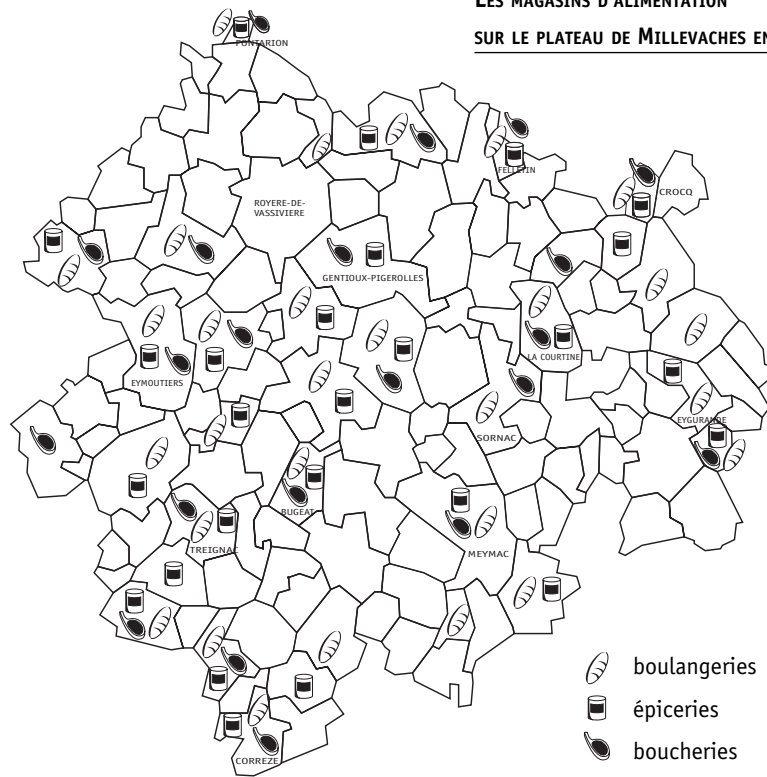 LES MAGASINS D'ALIMENTATION
SUR LE PLATEAU DE MILLEVACHES EN
PONTARION
FELLETIN
CROCQ
ROYERE-DE-
VASSIVIERE
GENTIOUX-PIGEROLLES
LA COURTINE
EYMOUTIERS
EYGURANDE
SORNAC
BUGEAT
TREIGNAC
MEYMAC
CORREZE
boulangeries
épiceries
boucheries